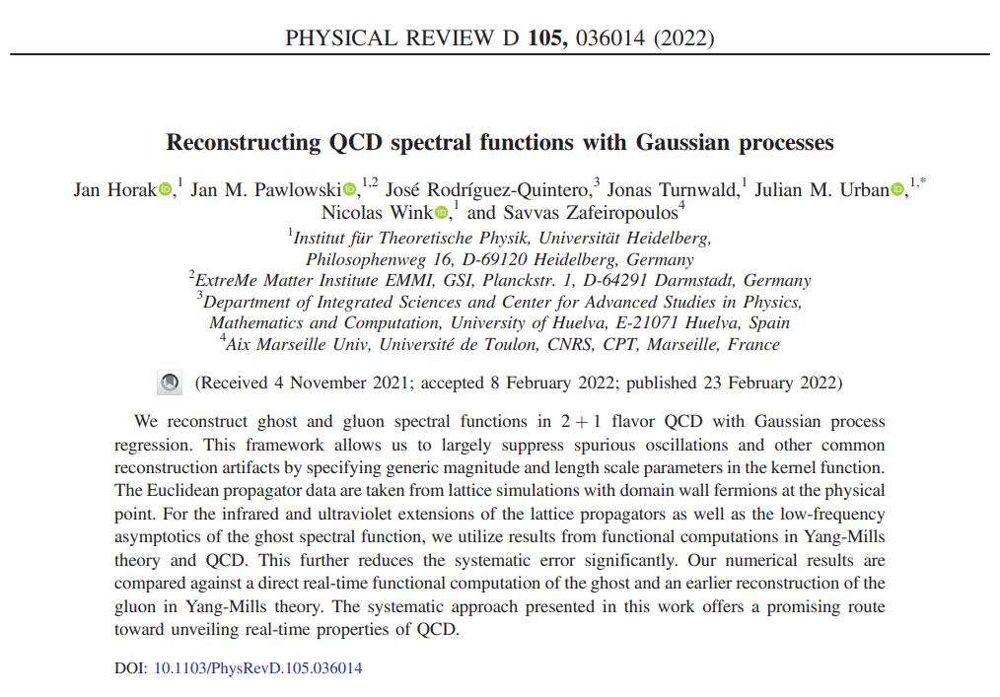 PHYSICAL REVIEW D 105, 036014 (2022)
Reconstructing QCD spectral functions with Gaussian processes
Jan Horak iD,1 Jan M. Pawlowski iD,1,2 José Rodríguez-Quintero,3 Jonas Turnwald,1 Julian M. Urban iD,1,*
Nicolas Wink iD,1 and Savvas Zafeiropoulos4
1Institut für Theoretische Physik, Universität Heidelberg,
Philosophenweg 16, D-69120 Heidelberg, Germany
2ExtreMe Matter Institute EMMI, GSI, Planckstr. 1, D-64291 Darmstadt, Germany
3Department of Integrated Sciences and Center for Advanced Studies in Physics,
Mathematics and Computation, University of Huelva, E-21071 Huelva, Spain
4Aix Marseille Univ, Université de Toulon, CNRS, CPT, Marseille, France
(Received 4 November 2021; accepted 8 February 2022; published 23 February 2022)
We reconstruct ghost and gluon spectral functions in 2 + 1 flavor QCD with Gaussian process
regression. This framework allows us to largely suppress spurious oscillations and other common
reconstruction artifacts by specifying generic magnitude and length scale parameters in the kernel function.
The Euclidean propagator data are taken from lattice simulations with domain wall fermions at the physical
point. For the infrared and ultraviolet extensions of the lattice propagators as well as the low-frequency
asymptotics of the ghost spectral function, we utilize results from functional computations in Yang-Mills
theory and QCD. This further reduces the systematic error significantly. Our numerical results are
compared against a direct real-time functional computation of the ghost and an earlier reconstruction of the
gluon in Yang-Mills theory. The systematic approach presented in this work offers a promising route
toward unveiling real-time properties of QCD.
DOI: 10.1103/PhysRevD.105.036014